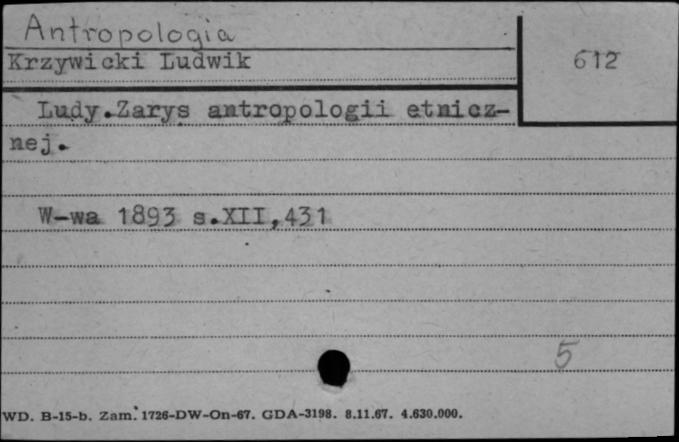 Antropologia
Krzywicki Ludwik
612
Ludy.Zarys antropologii etnicz-
nej.
W-wa 1893 s.XII,431
5
WD. B-15-b. Zam. 1726-DW-On-67. GDA-3198. 8.11.67. 4.630.000.